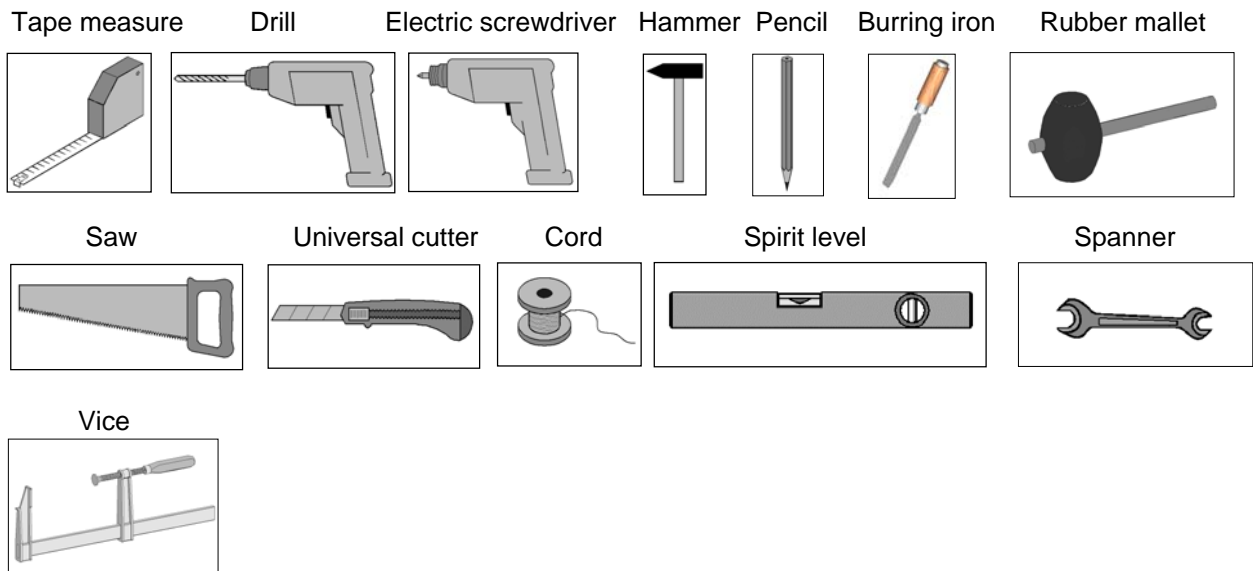 Tape measure Drill Electric screwdriver Hammer Pencil Burring iron Rubber mallet
Saw Universal cutter Cord Spirit level Spanner
Vice